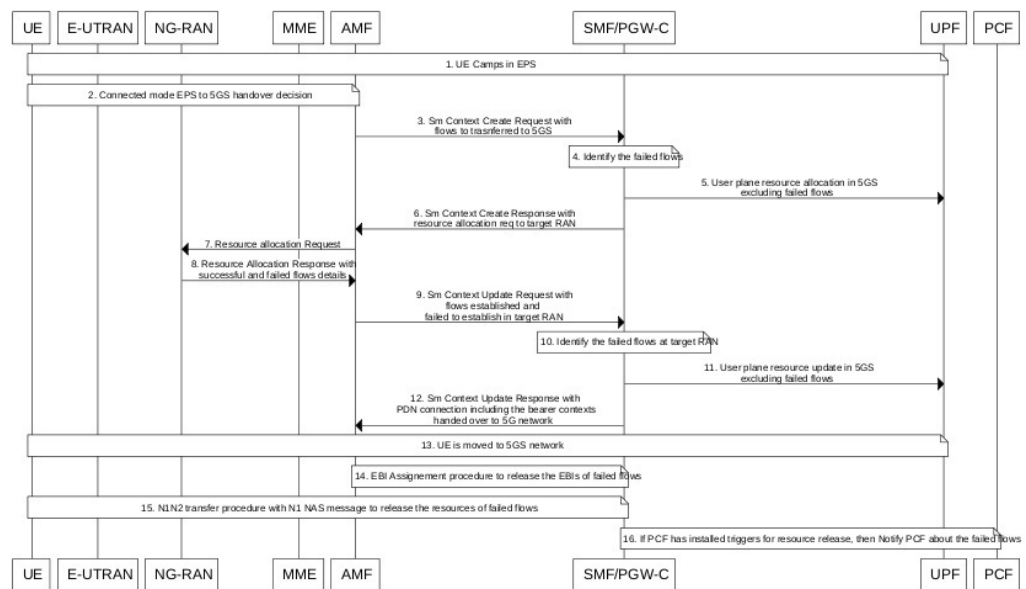 UE E-UTRAN NG-RAN MME AMF SMF/PGW-C UPF PCF
1. UE Camps in EPS
2. Connected mode EPS to 5GS handover decision
3. Sm Context Create Request with
flows to trasnferred to 5GS
4. Identify the failed flows
5. User plane resource allocation in 5GS
excluding failed flows
6. Sm Context Create Response with
resource allocation req to target RAN
7. Resource allocation Request
8. Resource Allocation Response with
successful and failed flows details
9. Sm Context Update Request with
flows established and
failed to establish in target RAN
10. Identify the failed flows at target RAN
11. User plane resource update in 5GS
excluding failed flows
12. Sm Context Update Response with
PDN connection including the bearer contexts
handed over to 5G network
13. UE is moved to 5GS network
14. EBI Assignement procedure to release the EBIs of failed flows
15. N1N2 transfer procedure with N1 NAS message to release the resources of failed flows
16. If PCF has installed triggers for resource release, then Notify PCF about the failed flows
UE E-UTRAN NG-RAN MME AMF SMF/PGW-C UPF PCF